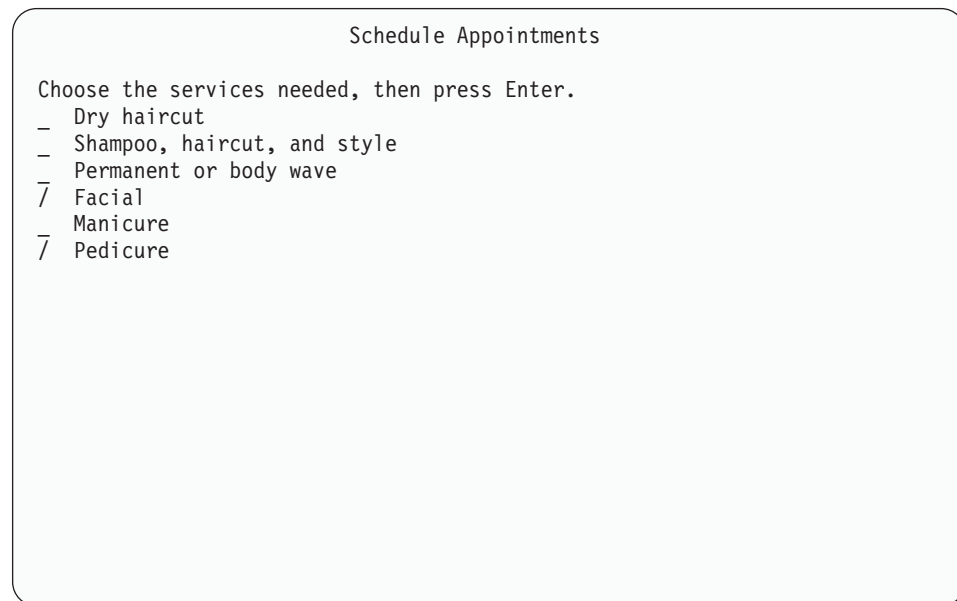 Schedule Appointments
Choose the services needed, then press Enter.
_ Dry haircut
_ Shampoo, haircut, and style
_ Permanent or body wave
/ Facial
_ Manicure
/ Pedicure